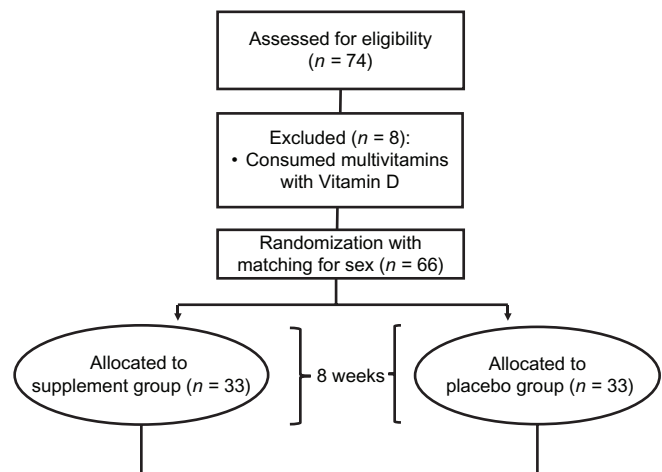 Assessed for eligibility
(n = 74)
Excluded (n = 8):
• Consumed multivitamins
with Vitamin D
Randomization with
matching for sex (n = 66)
Allocated to
supplement group (n = 33)
8 weeks
Allocated to
placebo group (n = 33)